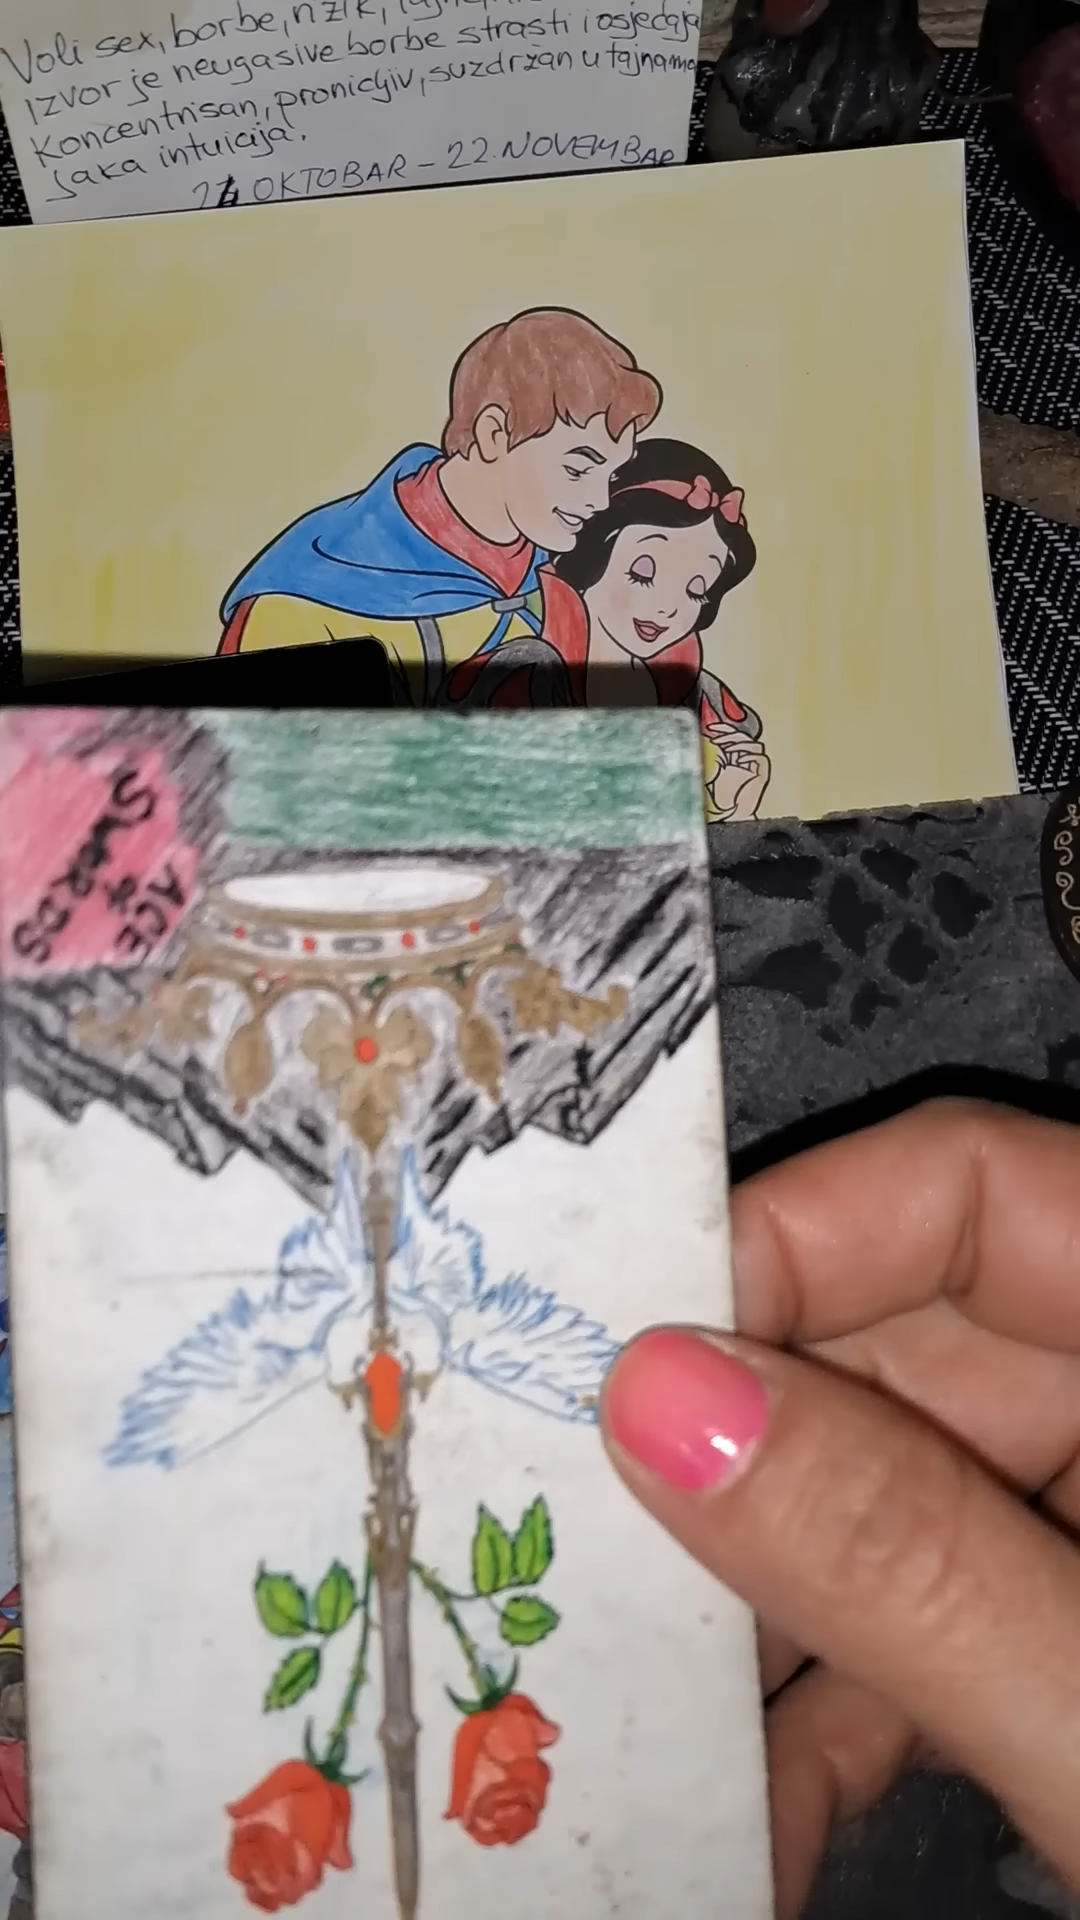 Voli sex, borbe, rizik,
Izvor je neugasive borbe strasti i osjećaja
Koncentrisan, pronicljiv, suzdržan u tajnama
Jaka intuicija.
24 OKTOBAR - 22. NOVEMBAR
ACE
of
SWORDS